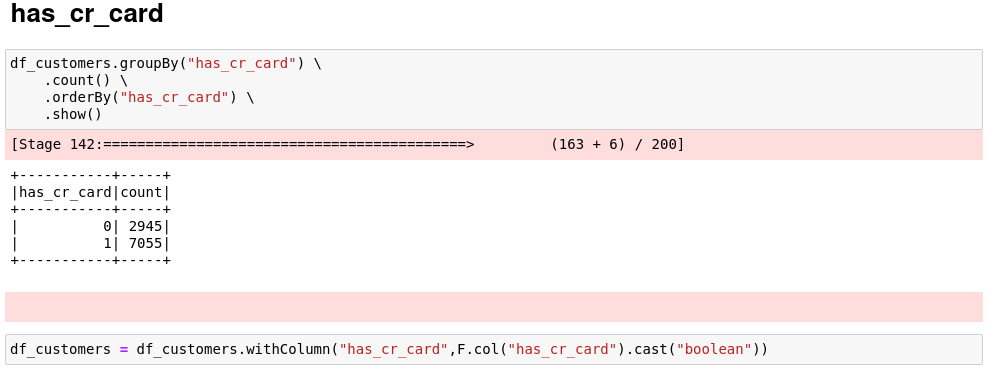 has_cr_card
df_customers.groupBy("has_cr_card") \
    .count() \
    .orderBy("has_cr_card") \
    .show()
[Stage 142:===========================================>         (163 + 6) / 200]
+-----------+-----+
|has_cr_card|count|
+-----------+-----+
|          0| 2945|
|          1| 7055|
+-----------+-----+
df_customers = df_customers.withColumn("has_cr_card",F.col("has_cr_card").cast("boolean"))